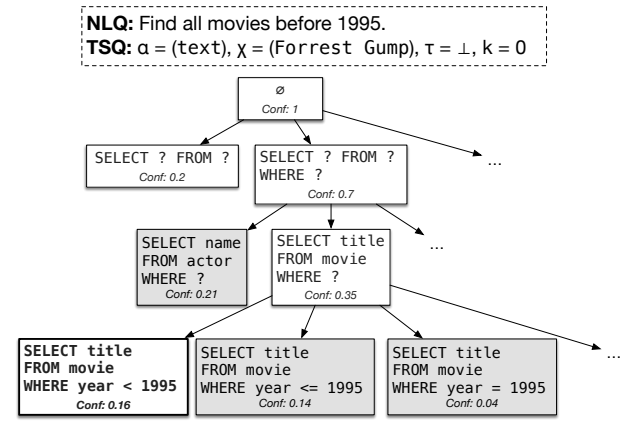 NLQ: Find all movies before 1995.
TSQ: α = (text), χ = (Forrest Gump), τ = ⊥, k = 0
∅
Conf: 1
SELECT ? FROM ?
Conf: 0.2
SELECT ? FROM ?
WHERE ?
Conf: 0.7
...
SELECT name
FROM actor
WHERE ?
Conf: 0.21
SELECT title
FROM movie
WHERE ?
Conf: 0.35
...
SELECT title
FROM movie
WHERE year < 1995
Conf: 0.16
SELECT title
FROM movie
WHERE year <= 1995
Conf: 0.14
SELECT title
FROM movie
WHERE year = 1995
Conf: 0.04
...